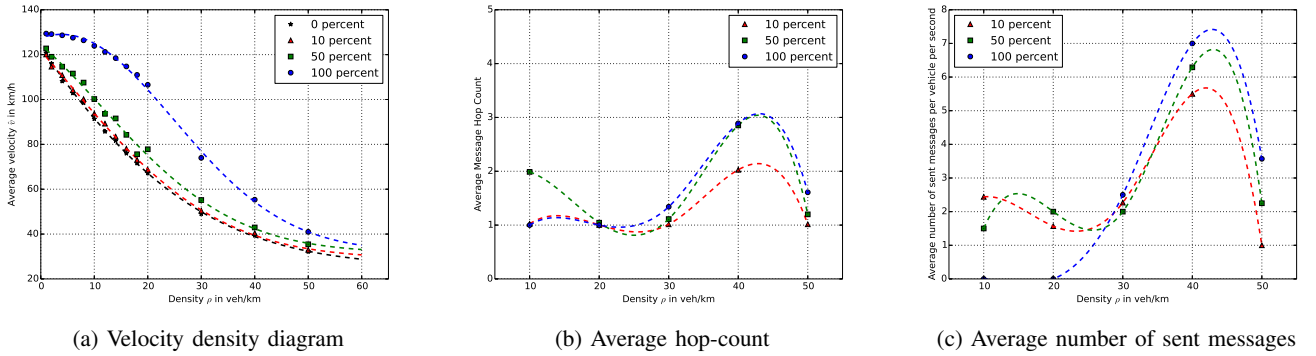 140
120
100
80
60
40
20
0
10
20
30
40
50
60
Average velocity ṽ in km/h
Density ρ in veh/km
0 percent
10 percent
50 percent
100 percent
(a) Velocity density diagram
5
4
3
2
1
0
10
20
30
40
50
Average Message Hop Count
Density ρ in veh/km
10 percent
50 percent
100 percent
(b) Average hop-count
8
7
6
5
4
3
2
1
0
10
20
30
40
50
Average number of sent messages per vehicle per second
Density ρ in veh/km
10 percent
50 percent
100 percent
(c) Average number of sent messages